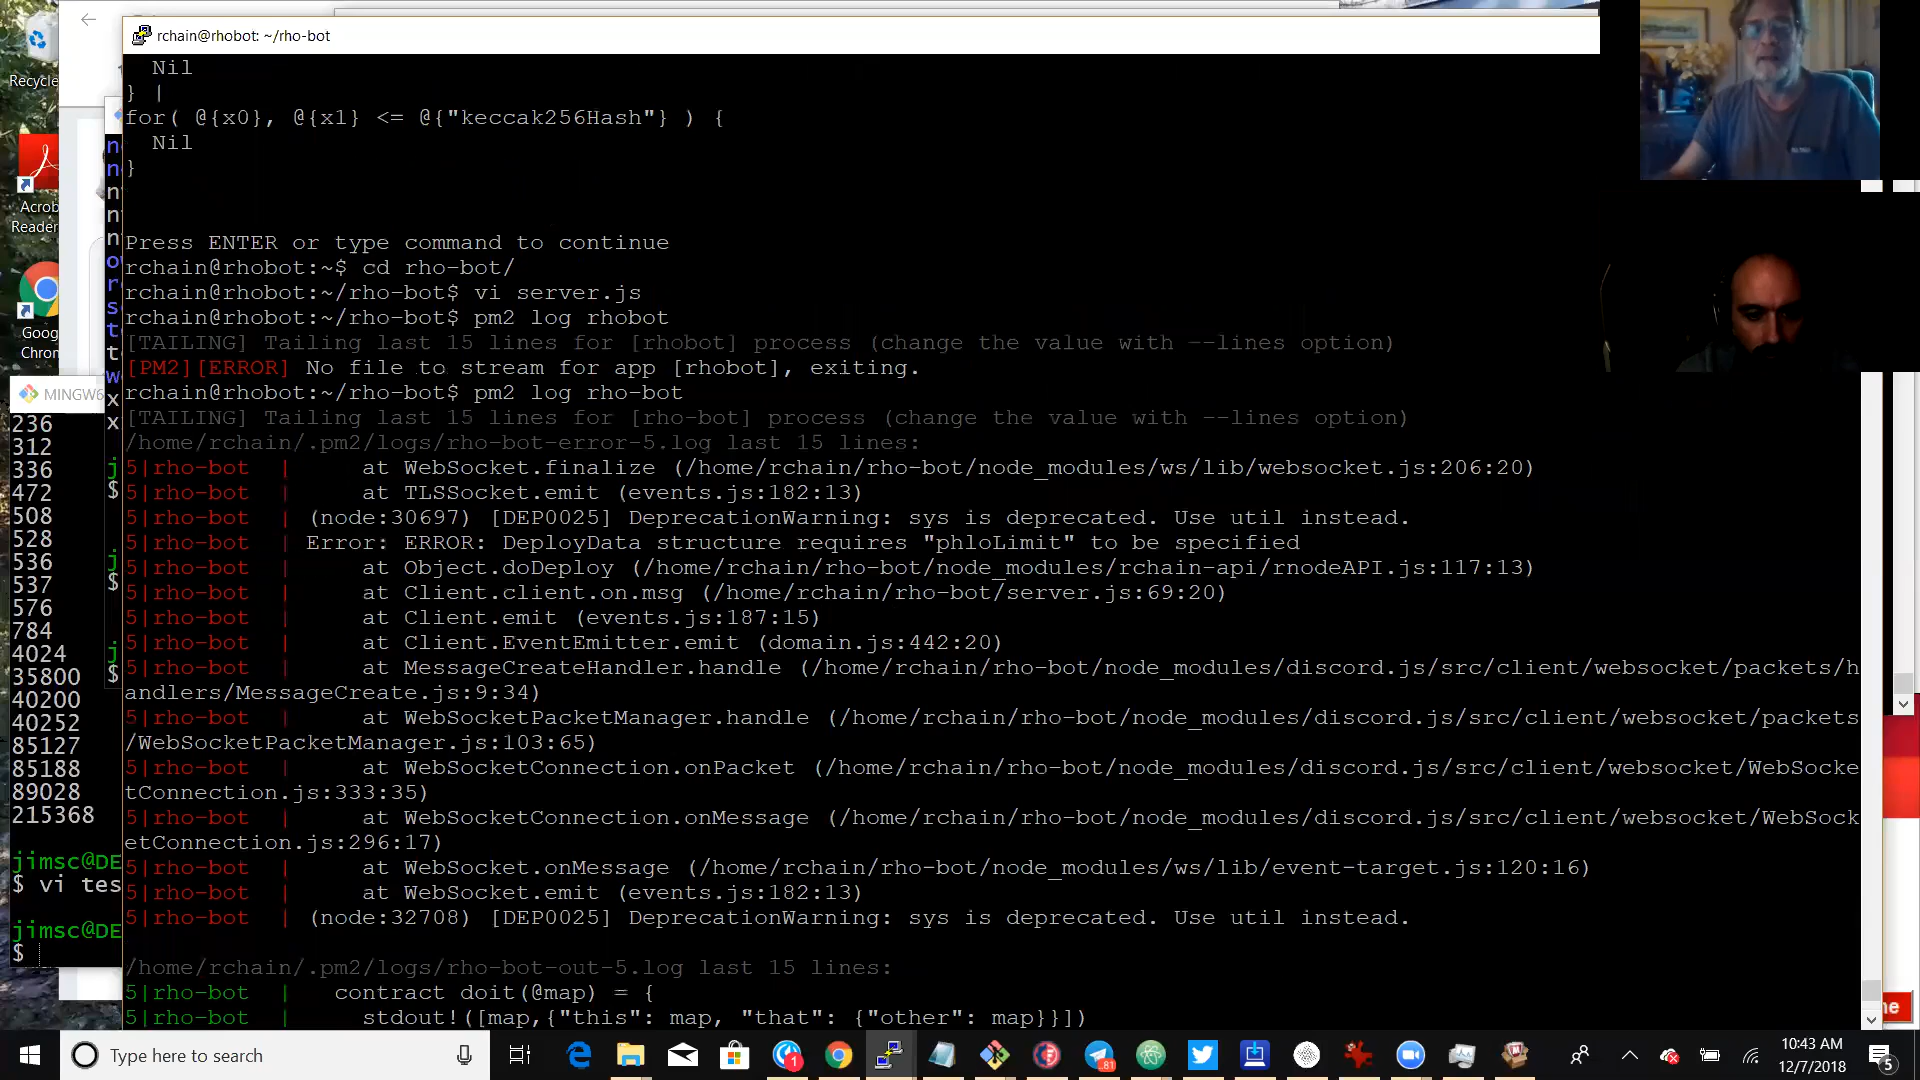 Recycle
Acrob
Reader
Goog
Chron
rchain@rhobot: ~/rho-bot
Nil
} |
for( @{x0}, @{x1} <= @{"keccak256Hash"} ) {
Nil
}
Press ENTER or type command to continue
rchain@rhobot:~$ cd rho-bot/
rchain@rhobot:~/rho-bot$ vi server.js
rchain@rhobot:~/rho-bot$ pm2 log rhobot
[TAILING] Tailing last 15 lines for [rhobot] process (change the value with --lines option)
[PM2][ERROR] No file to stream for app [rhobot], exiting.
rchain@rhobot:~/rho-bot$ pm2 log rho-bot
[TAILING] Tailing last 15 lines for [rho-bot] process (change the value with --lines option)
/home/rchain/.pm2/logs/rho-bot-error-5.log last 15 lines:
5|rho-bot  |     at WebSocket.finalize (/home/rchain/rho-bot/node_modules/ws/lib/websocket.js:206:20)
5|rho-bot  |     at TLSSocket.emit (events.js:182:13)
5|rho-bot  | (node:30697) [DEP0025] DeprecationWarning: sys is deprecated. Use util instead.
5|rho-bot  | Error: ERROR: DeployData structure requires "phloLimit" to be specified
5|rho-bot  |     at Object.doDeploy (/home/rchain/rho-bot/node_modules/rchain-api/rnodeAPI.js:117:13)
5|rho-bot  |     at Client.client.on.msg (/home/rchain/rho-bot/server.js:69:20)
5|rho-bot  |     at Client.emit (events.js:187:15)
5|rho-bot  |     at Client.EventEmitter.emit (domain.js:442:20)
5|rho-bot  |     at MessageCreateHandler.handle (/home/rchain/rho-bot/node_modules/discord.js/src/client/websocket/packets/h
andlers/MessageCreate.js:9:34)
5|rho-bot  |     at WebSocketPacketManager.handle (/home/rchain/rho-bot/node_modules/discord.js/src/client/websocket/packets
/WebSocketPacketManager.js:103:65)
5|rho-bot  |     at WebSocketConnection.onPacket (/home/rchain/rho-bot/node_modules/discord.js/src/client/websocket/WebSocke
tConnection.js:333:35)
5|rho-bot  |     at WebSocketConnection.onMessage (/home/rchain/rho-bot/node_modules/discord.js/src/client/websocket/WebSock
etConnection.js:296:17)
5|rho-bot  |     at WebSocket.onMessage (/home/rchain/rho-bot/node_modules/ws/lib/event-target.js:120:16)
5|rho-bot  |     at WebSocket.emit (events.js:182:13)
5|rho-bot  | (node:32708) [DEP0025] DeprecationWarning: sys is deprecated. Use util instead.
/home/rchain/.pm2/logs/rho-bot-out-5.log last 15 lines:
5|rho-bot  |   contract doit(@map) = {
5|rho-bot  |     stdout!([map,{"this": map, "that": {"other": map}}])
MINGW6
236
312
336
472
508
528
536
537
576
784
4024
35800
40200
40252
85127
85188
89028
215368
jimsc@DE
$ vi tes
jimsc@DE
$
Type here to search
1
81
10:43 AM
12/7/2018
5